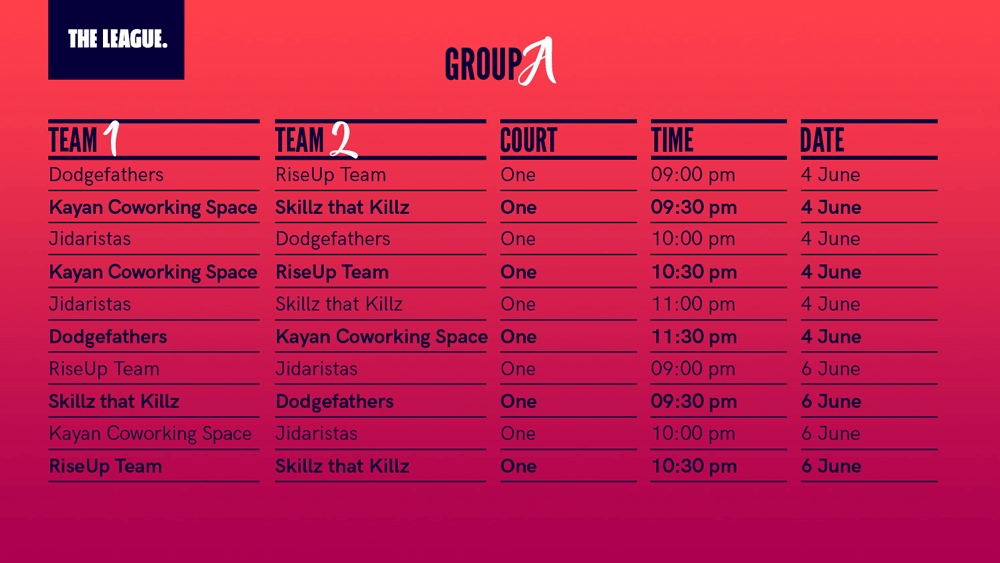 THE LEAGUE.
GROUP A
TEAM 1 TEAM 2 COURT TIME DATE
Dodgefathers RiseUp Team One 09:00 pm 4 June
Kayan Coworking Space Skillz that Killz One 09:30 pm 4 June
Jidaristas Dodgefathers One 10:00 pm 4 June
Kayan Coworking Space RiseUp Team One 10:30 pm 4 June
Jidaristas Skillz that Killz One 11:00 pm 4 June
Dodgefathers Kayan Coworking Space One 11:30 pm 4 June
RiseUp Team Jidaristas One 09:00 pm 6 June
Skillz that Killz Dodgefathers One 09:30 pm 6 June
Kayan Coworking Space Jidaristas One 10:00 pm 6 June
RiseUp Team Skillz that Killz One 10:30 pm 6 June